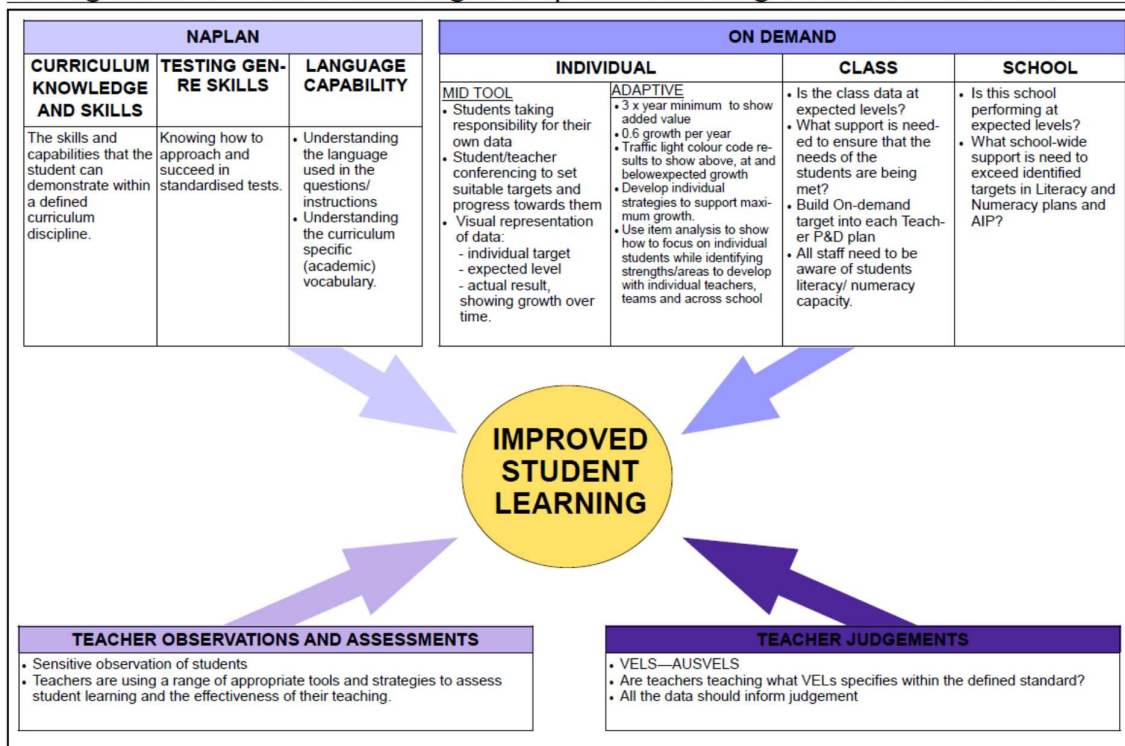 NAPLAN
CURRICULUM
KNOWLEDGE
AND SKILLS
TESTING GEN-
RE SKILLS
LANGUAGE
CAPABILITY
The skills and
capabilities that the
student can
demonstrate within
a defined
curriculum
discipline.
Knowing how to
approach and
succeed in
standardised tests.
• Understanding
the language
used in the
questions/
instructions
• Understanding
the curriculum
specific
(academic)
vocabulary.
ON DEMAND
INDIVIDUAL
CLASS
SCHOOL
MID TOOL
• Students taking
responsibility for their
own data
• Student/teacher
conferencing to set
suitable targets and
progress towards them
• Visual representation
of data:
- individual target
- expected level
- actual result,
showing growth over
time.
ADAPTIVE
• 3 x year minimum to show
added value
• 0.6 growth per year
• Traffic light colour code re-
sults to show above, at and
belowexpected growth
• Develop individual
strategies to support maxi-
mum growth.
• Use item analysis to show
how to focus on individual
students while identifying
strengths/areas to develop
with individual teachers,
teams and across school
• Is the class data at
expected levels?
• What support is need-
ed to ensure that the
needs of the
students are being
met?
• Build On-demand
target into each Teach-
er P&D plan
• All staff need to be
aware of students
literacy/ numeracy
capacity.
• Is this school
performing at
expected levels?
• What school-wide
support is need to
exceed identified
targets in Literacy and
Numeracy plans and
AIP?
IMPROVED
STUDENT
LEARNING
TEACHER OBSERVATIONS AND ASSESSMENTS
• Sensitive observation of students
• Teachers are using a range of appropriate tools and strategies to assess
student learning and the effectiveness of their teaching.
TEACHER JUDGEMENTS
• VELS—AUSVELS
• Are teachers teaching what VELs specifies within the defined standard?
• All the data should inform judgement